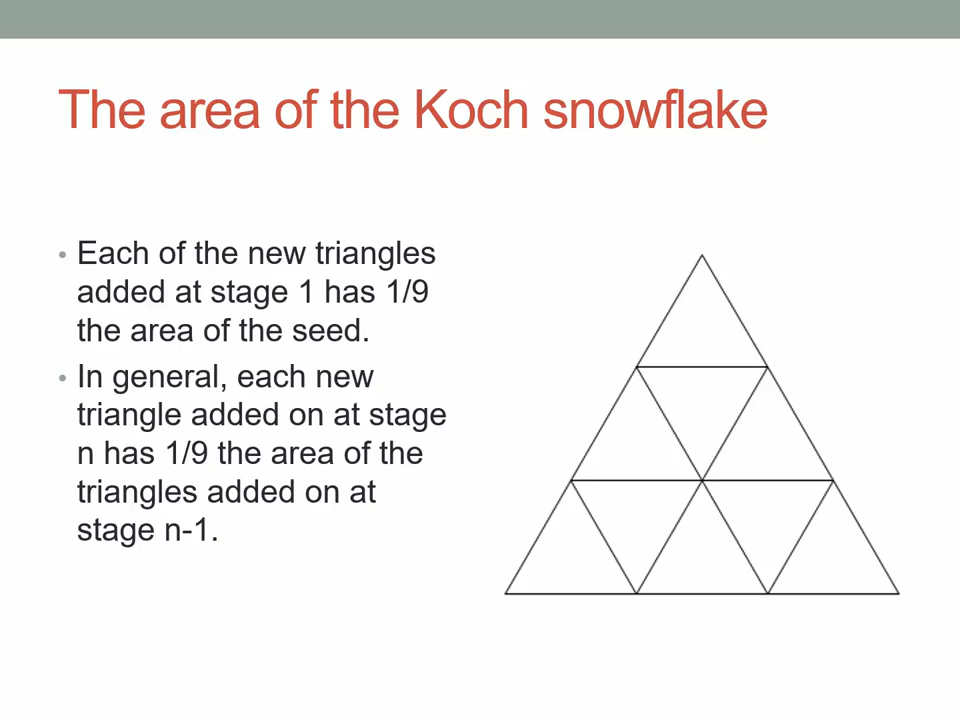 The area of the Koch snowflake
• Each of the new triangles
added at stage 1 has 1/9
the area of the seed.
• In general, each new
triangle added on at stage
n has 1/9 the area of the
triangles added on at
stage n-1.